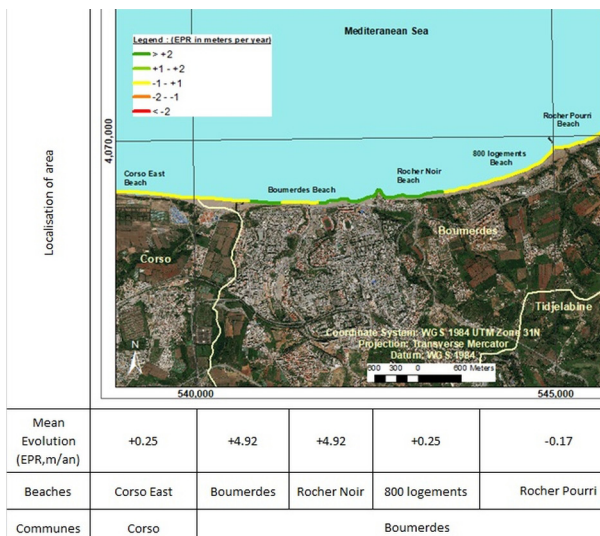 Localisation of area
Mediteranean Sea
Legend : (EPR in meters per year)
> +2
+1 - +2
-1 - +1
-2 - -1
< -2
4,070,000
Corso East
Beach
Boumerdes Beach
Rocher Noir
Beach
800 logements
Beach
Rocher Pourri
Beach
Corso
Boumerdes
Tidjelabine
Coordinate System: WGS 1984 UTM Zone 31N
Projection: Transverse Mercator
Datum: WGS 1984
N
600 300 0 600 Meters
540,000 545,000
Mean
Evolution
(EPR,m/an)
+0.25 +4.92 +4.92 +0.25 -0.17
Beaches Corso East Boumerdes Rocher Noir 800 logements Rocher Pourri
Communes Corso Boumerdes